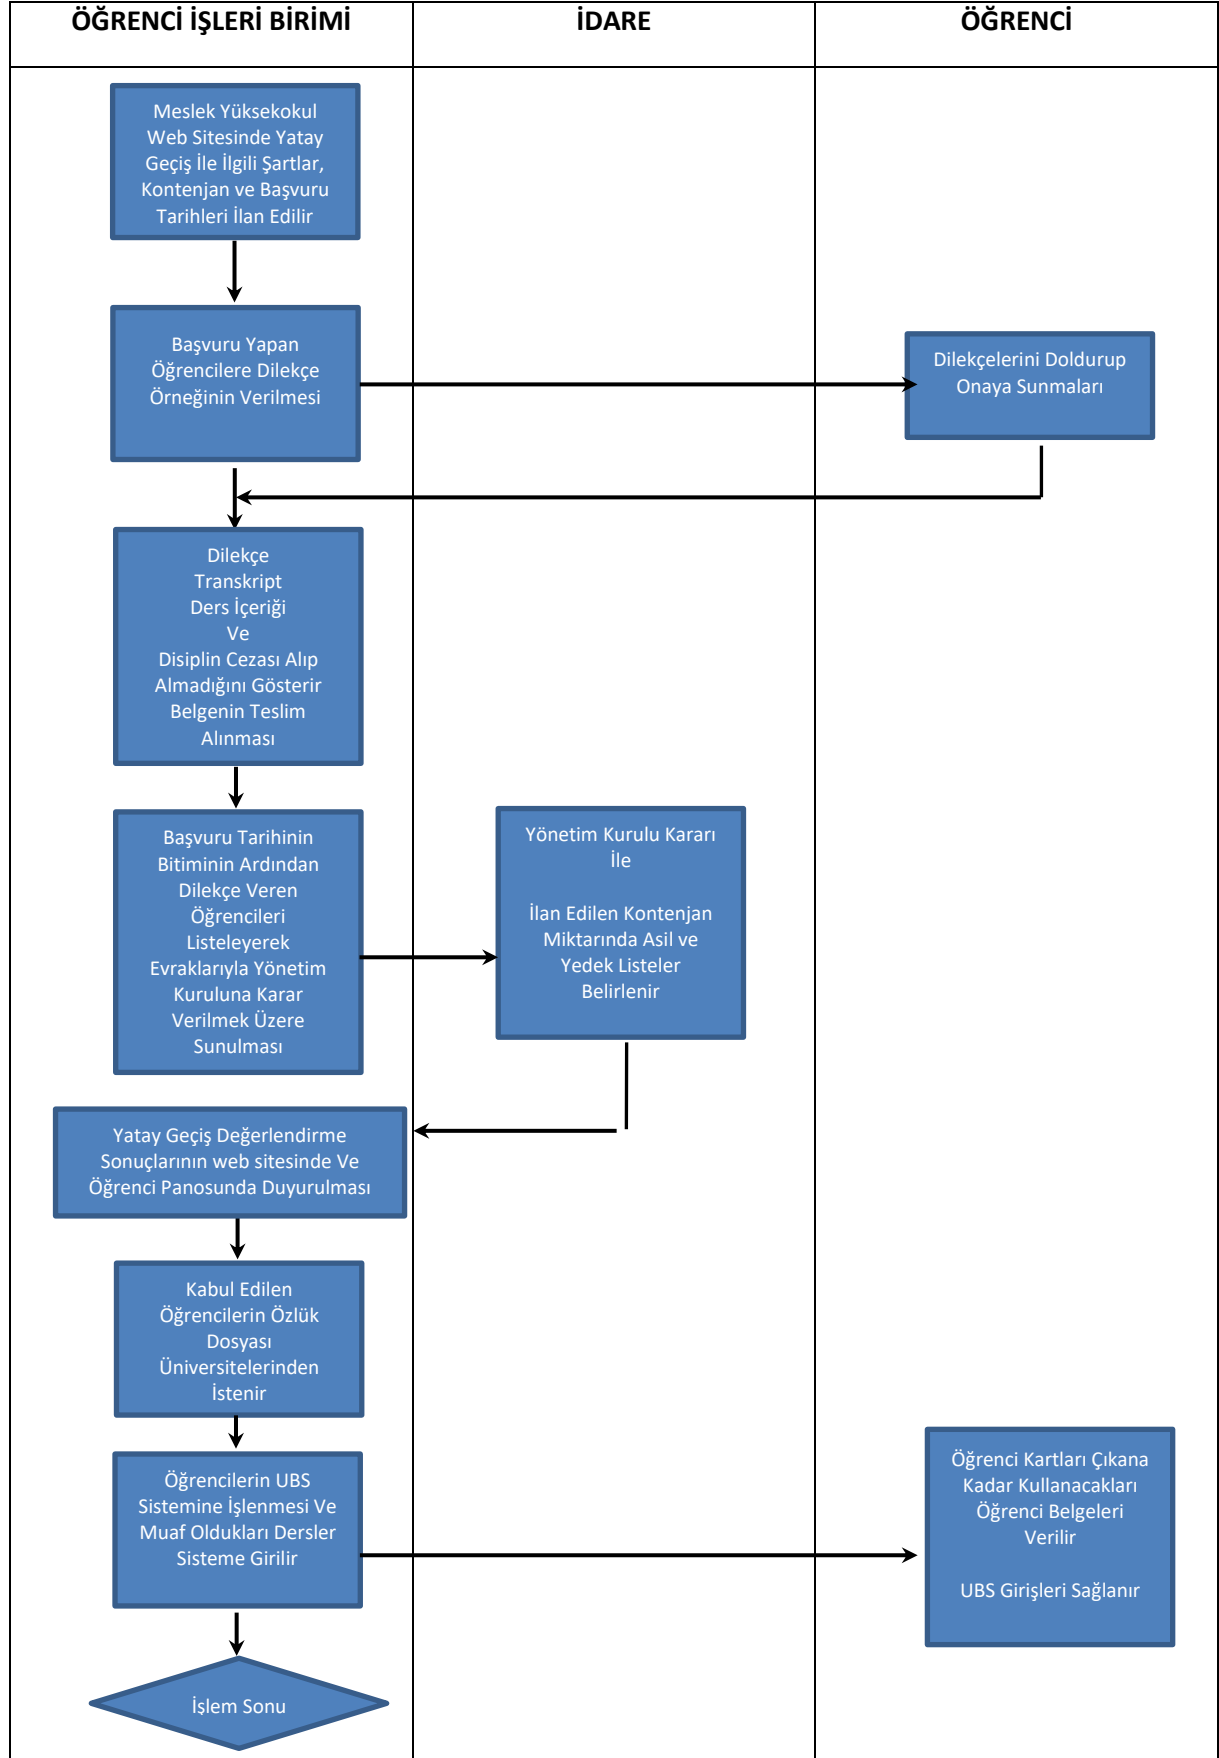 ÖĞRENCİ İŞLERİ BİRİMİ
İDARE
ÖĞRENCİ
Meslek Yüksekokul
Web Sitesinde Yatay
Geçiş İle İlgili Şartlar,
Kontenjan ve Başvuru
Tarihleri İlan Edilir
Başvuru Yapan
Öğrencilere Dilekçe
Örneğinin Verilmesi
Dilekçelerini Doldurup
Onaya Sunmaları
Dilekçe
Transkript
Ders İçeriği
Ve
Disiplin Cezası Alıp
Almadığını Gösterir
Belgenin Teslim
Alınması
Başvuru Tarihinin
Bitiminin Ardından
Dilekçe Veren
Öğrencileri
Listeleyerek
Evraklarıyla Yönetim
Kuruluna Karar
Verilmek Üzere
Sunulması
Yönetim Kurulu Kararı
İle
İlan Edilen Kontenjan
Miktarında Asil ve
Yedek Listeler
Belirlenir
Yatay Geçiş Değerlendirme
Sonuçlarının web sitesinde Ve
Öğrenci Panosunda Duyurulması
Kabul Edilen
Öğrencilerin Özlük
Dosyası
Üniversitelerinden
İstenir
Öğrencilerin UBS
Sistemine İşlenmesi Ve
Muaf Oldukları Dersler
Sisteme Girilir
Öğrenci Kartları Çıkana
Kadar Kullanacakları
Öğrenci Belgeleri
Verilir
UBS Girişleri Sağlanır
İşlem Sonu